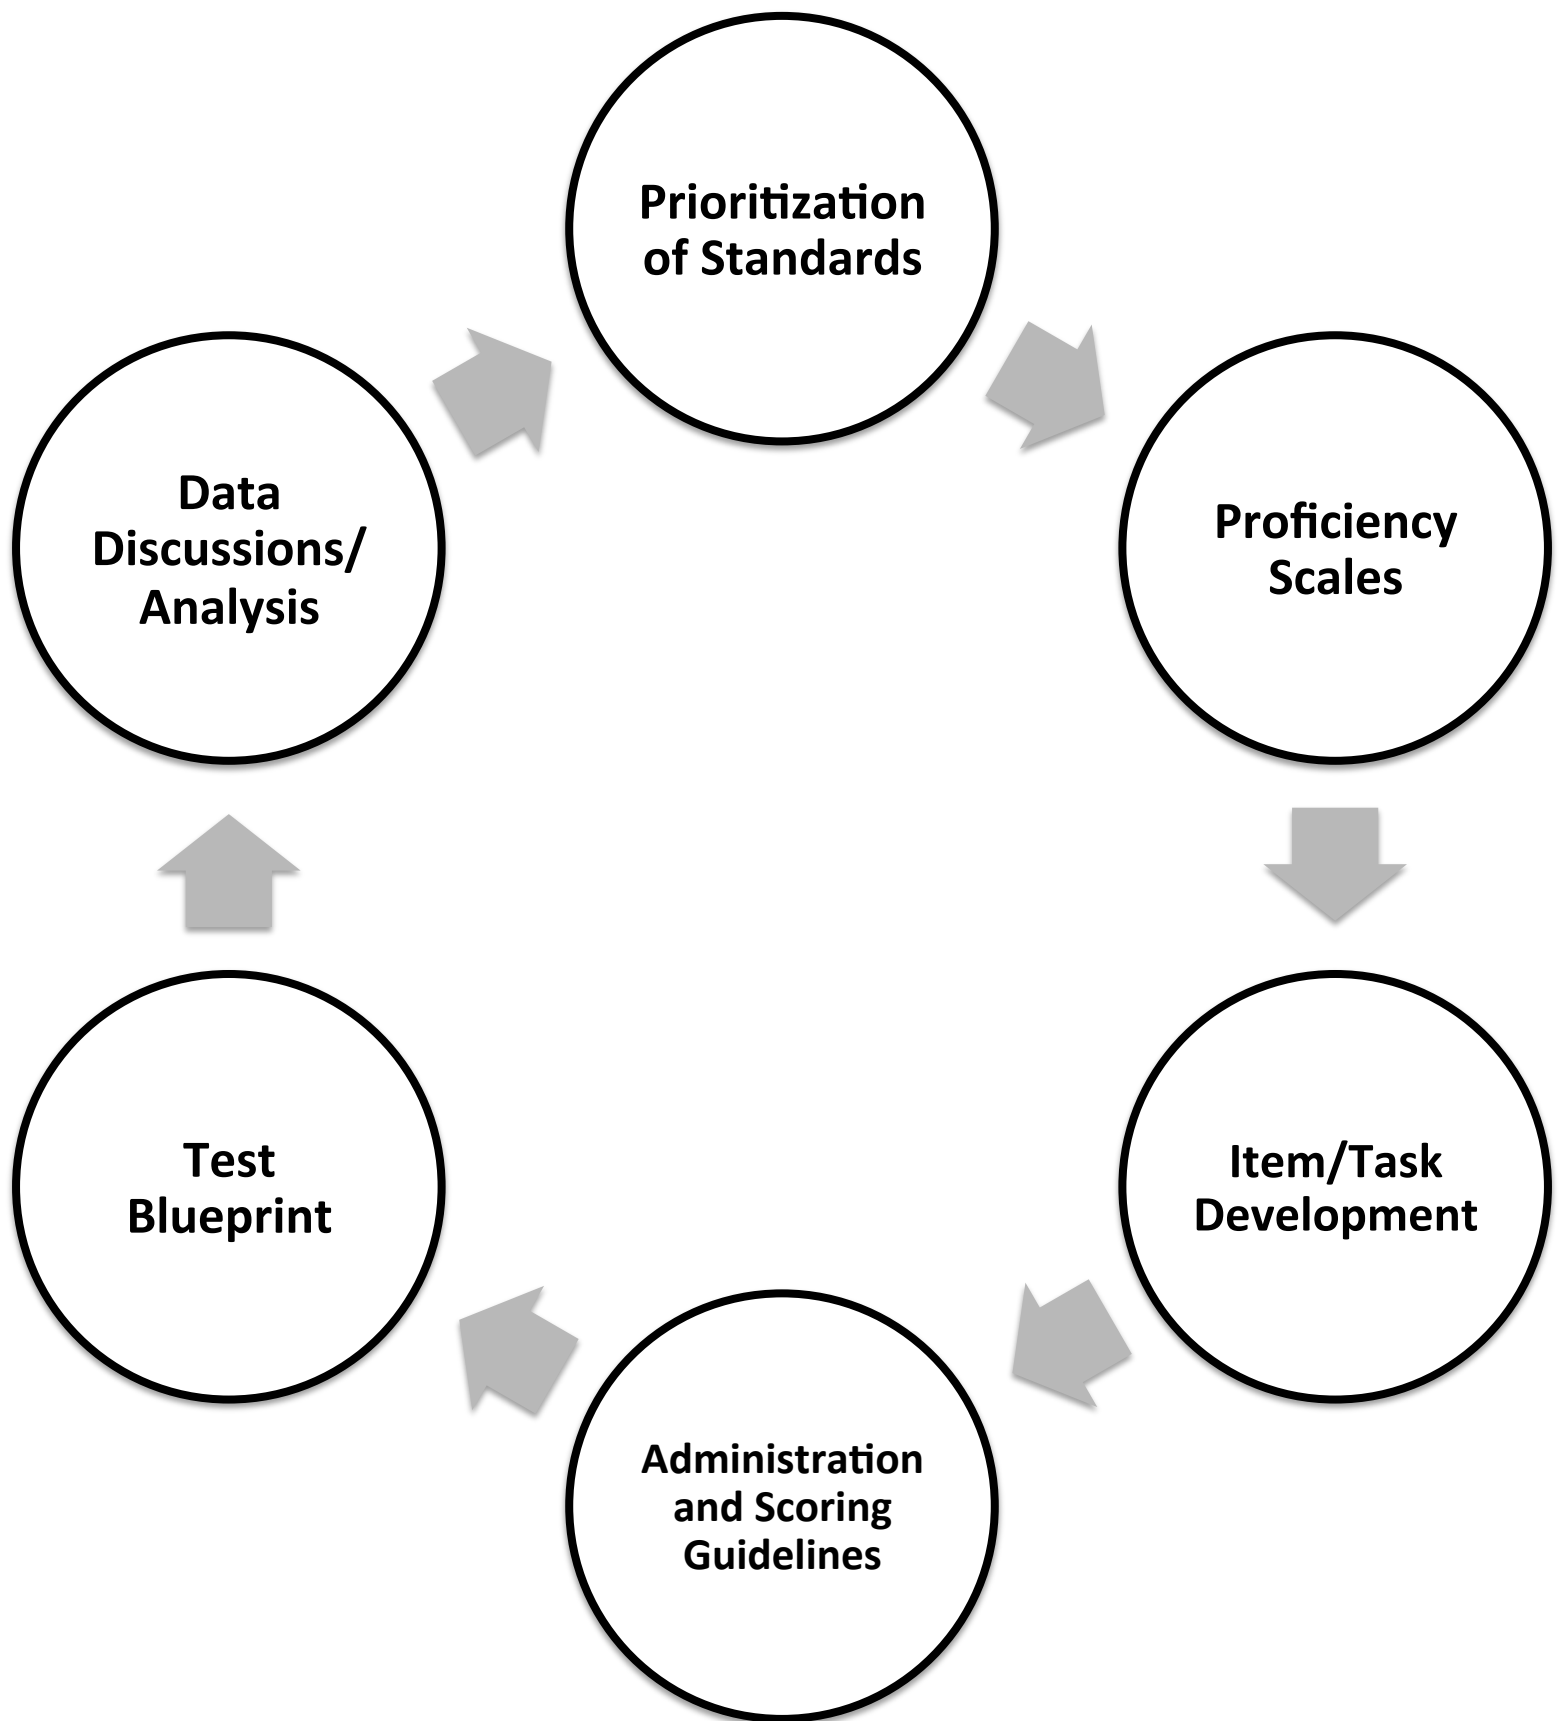 Prioritization
of Standards
Proficiency
Scales
Item/Task
Development
Administration
and Scoring
Guidelines
Test
Blueprint
Data
Discussions/
Analysis